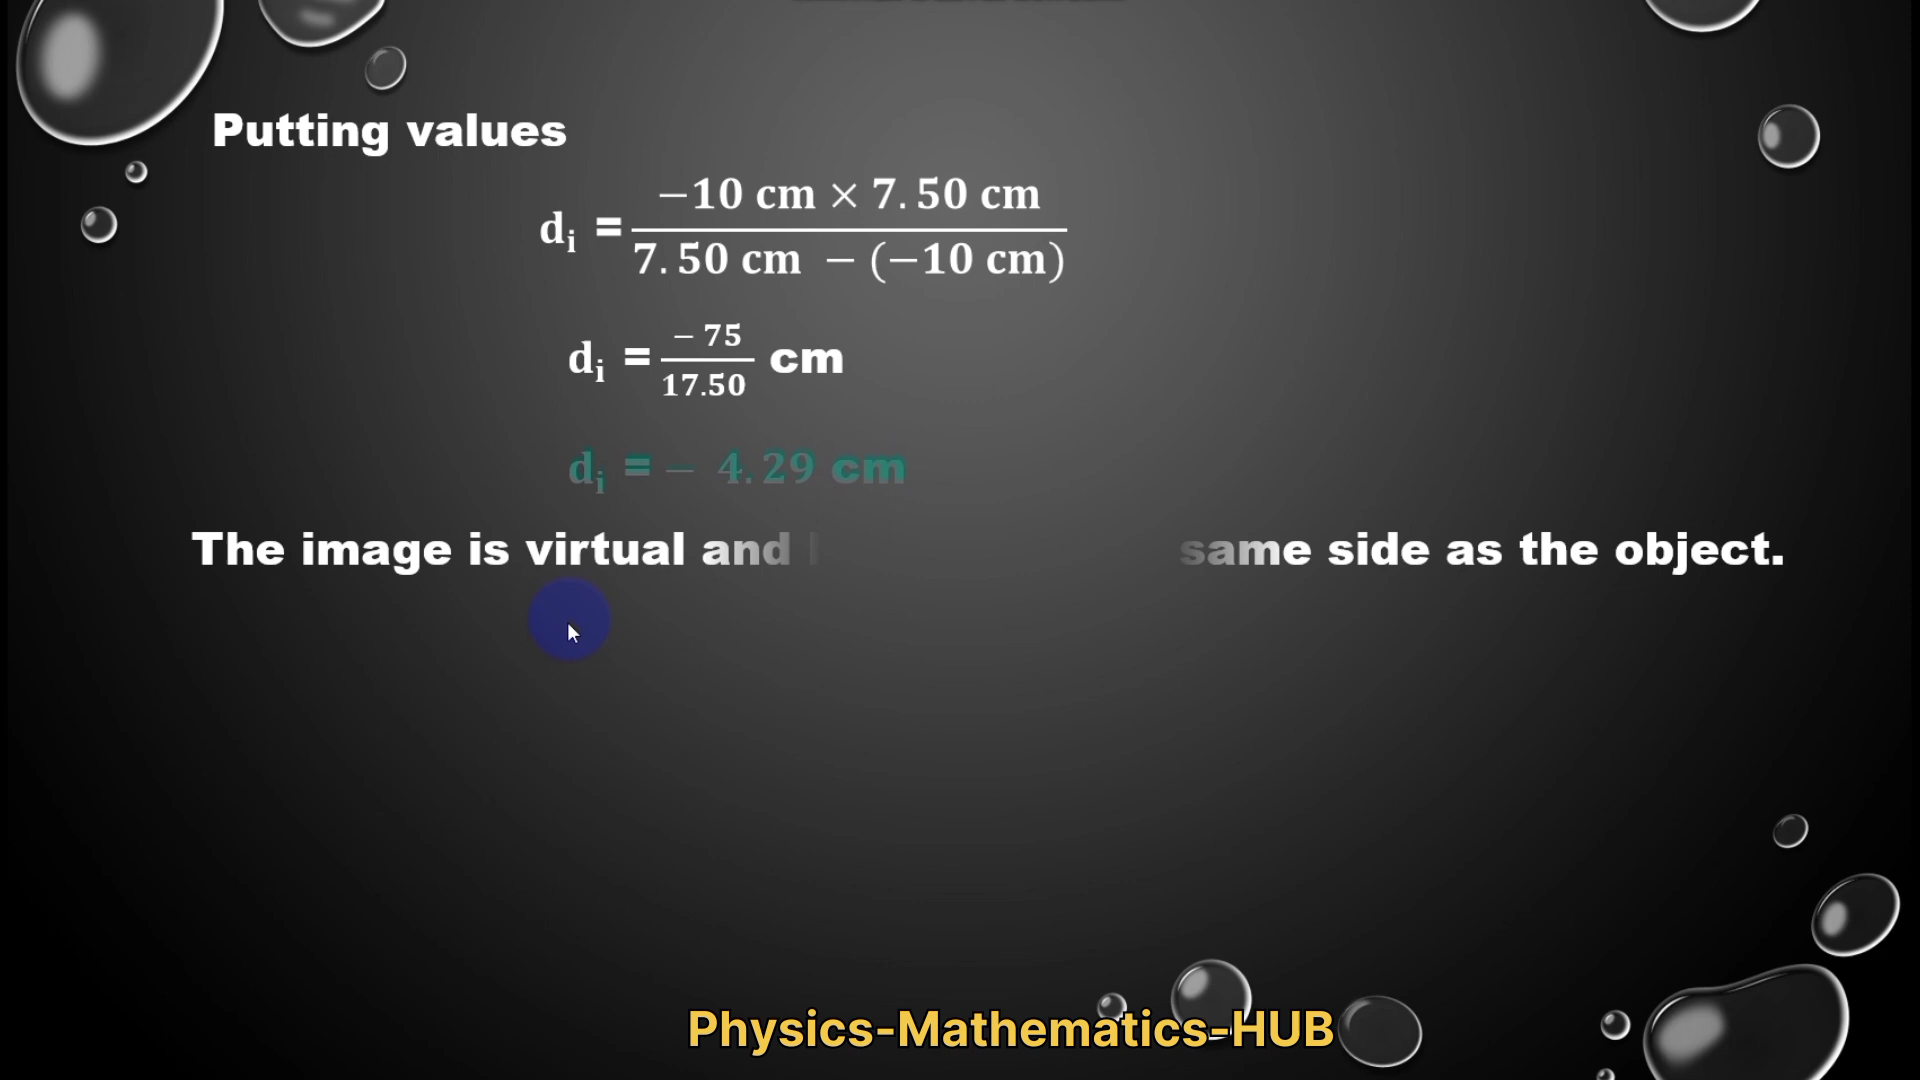 Putting values
dᵢ = −10 cm × 7.50 cm / 7.50 cm − (−10 cm)
dᵢ = − 75 / 17.50 cm
dᵢ = − 4.29 cm
The image is virtual and same side as the object.
Physics-Mathematics-HUB